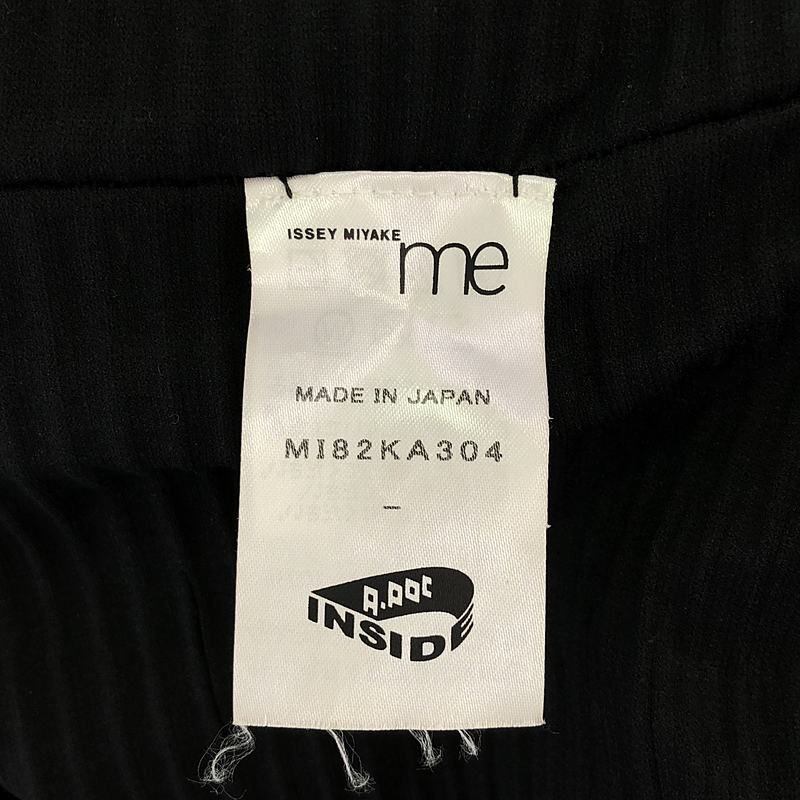 ISSEY MIYAKE
me
MADE IN JAPAN
MI82KA304
-
A.POC
INSIDE